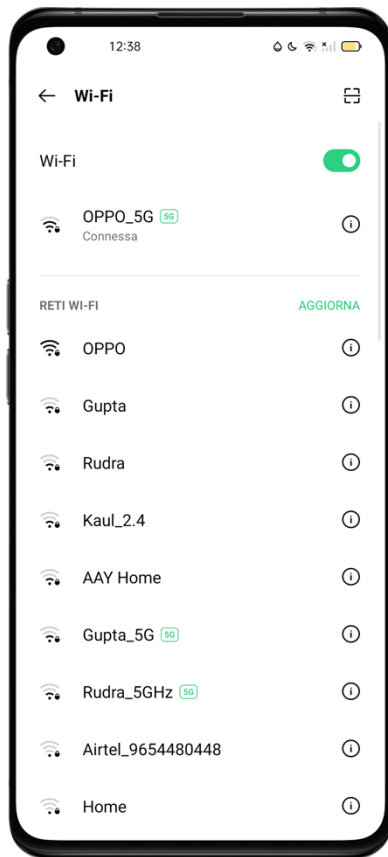 12:38
Wi-Fi
Wi-Fi
OPPO_5G 5G
Connessa
RETI WI-FI AGGIORNA
OPPO
Gupta
Rudra
Kaul_2.4
AAY Home
Gupta_5G 5G
Rudra_5GHz 5G
Airtel_9654480448
Home